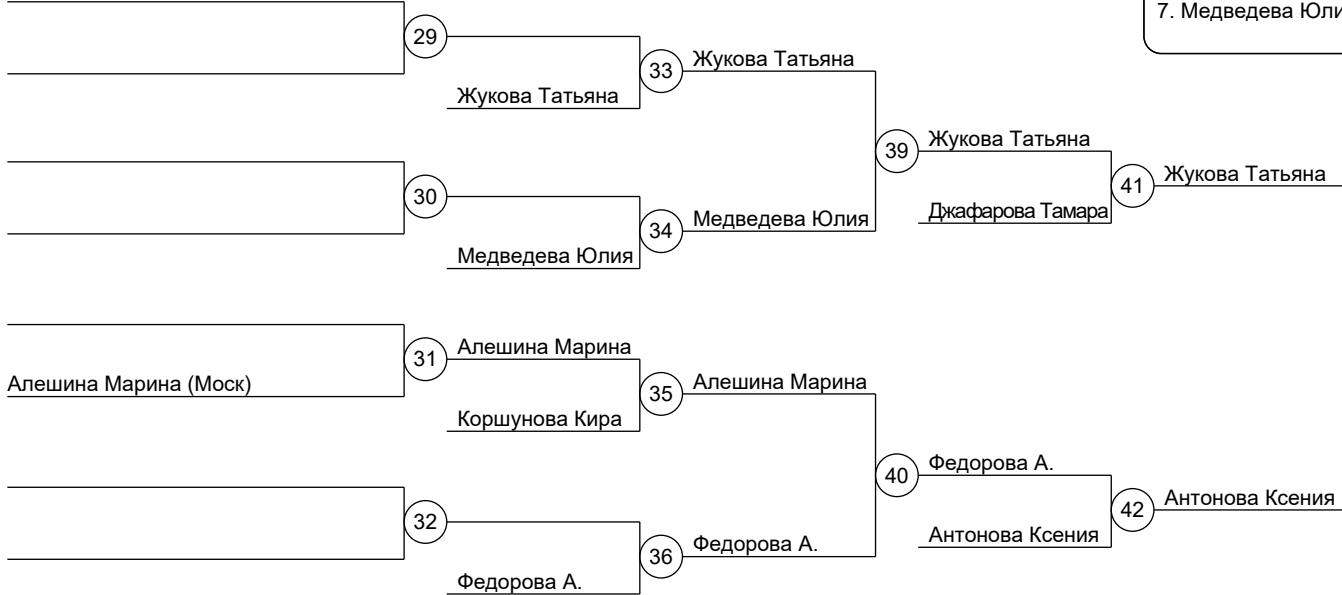 7. Медведева Юли
29
33
Жукова Татьяна
Жукова Татьяна
39
Жукова Татьяна
41
Жукова Татьяна
30
34
Медведева Юлия
Джафарова Тамара
Медведева Юлия
31
Алешина Марина
Алешина Марина (Моск)
35
Алешина Марина
Коршунова Кира
40
Федорова А.
42
Антонова Ксения
32
Антонова Ксения
36
Федорова А.
Федорова А.